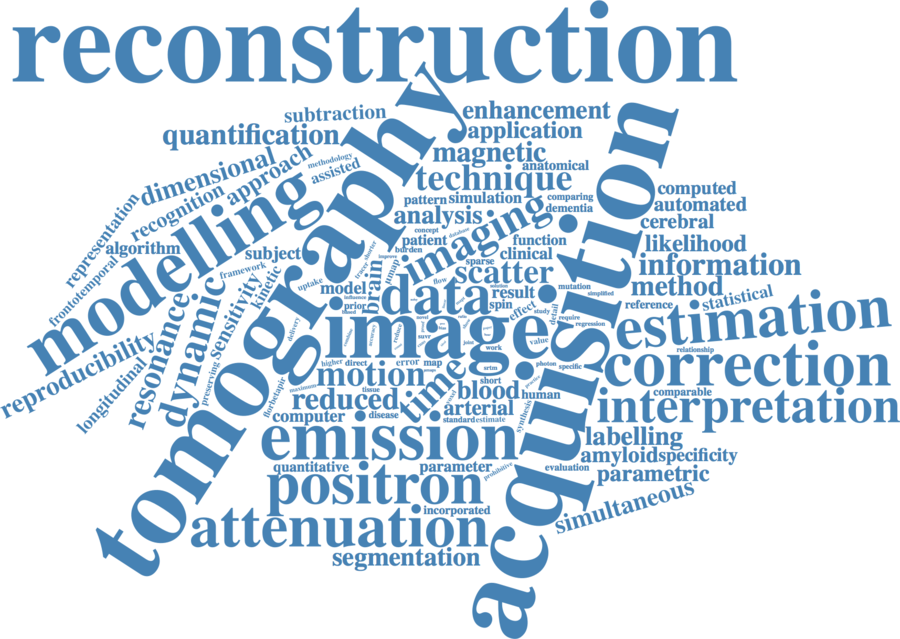 reconstruction
tomography
acquisition
subtraction
enhancement
quantification
application
magnetic
anatomical
methodology
assisted
dimensional
approach
technique
recognition
representation
modelling
pattern
simulation
comparing
dementia
computed
automated
cerebral
analysis
imaging
concept
database
algorithm
frontotemporal
subject
patient
burden
function
clinical
likelihood
information
method
framework
kinetic
uptake
brain
umap
improve
sparse
scatter
flow
model
data
result
mutation
simplified
reference
statistical
resonance
dynamic
sensitivity
preserving
prior
spin
effect
study
detail
require
regression
estimation
image
value
work
reproducibility
longitudinal
delivery
higher
direct
error
map
photon
specific
relationship
correction
motion
time
short
blood
human
practice
comparable
interpretation
florbetapir
maximum
tissue
reduced
computer
disease
arterial
standard
estimate
synthesis
labelling
emission
amyloid
specificity
quantitative
parameter
prohibitive
evaluation
parametric
positron
incorporated
simultaneous
attenuation
segmentation